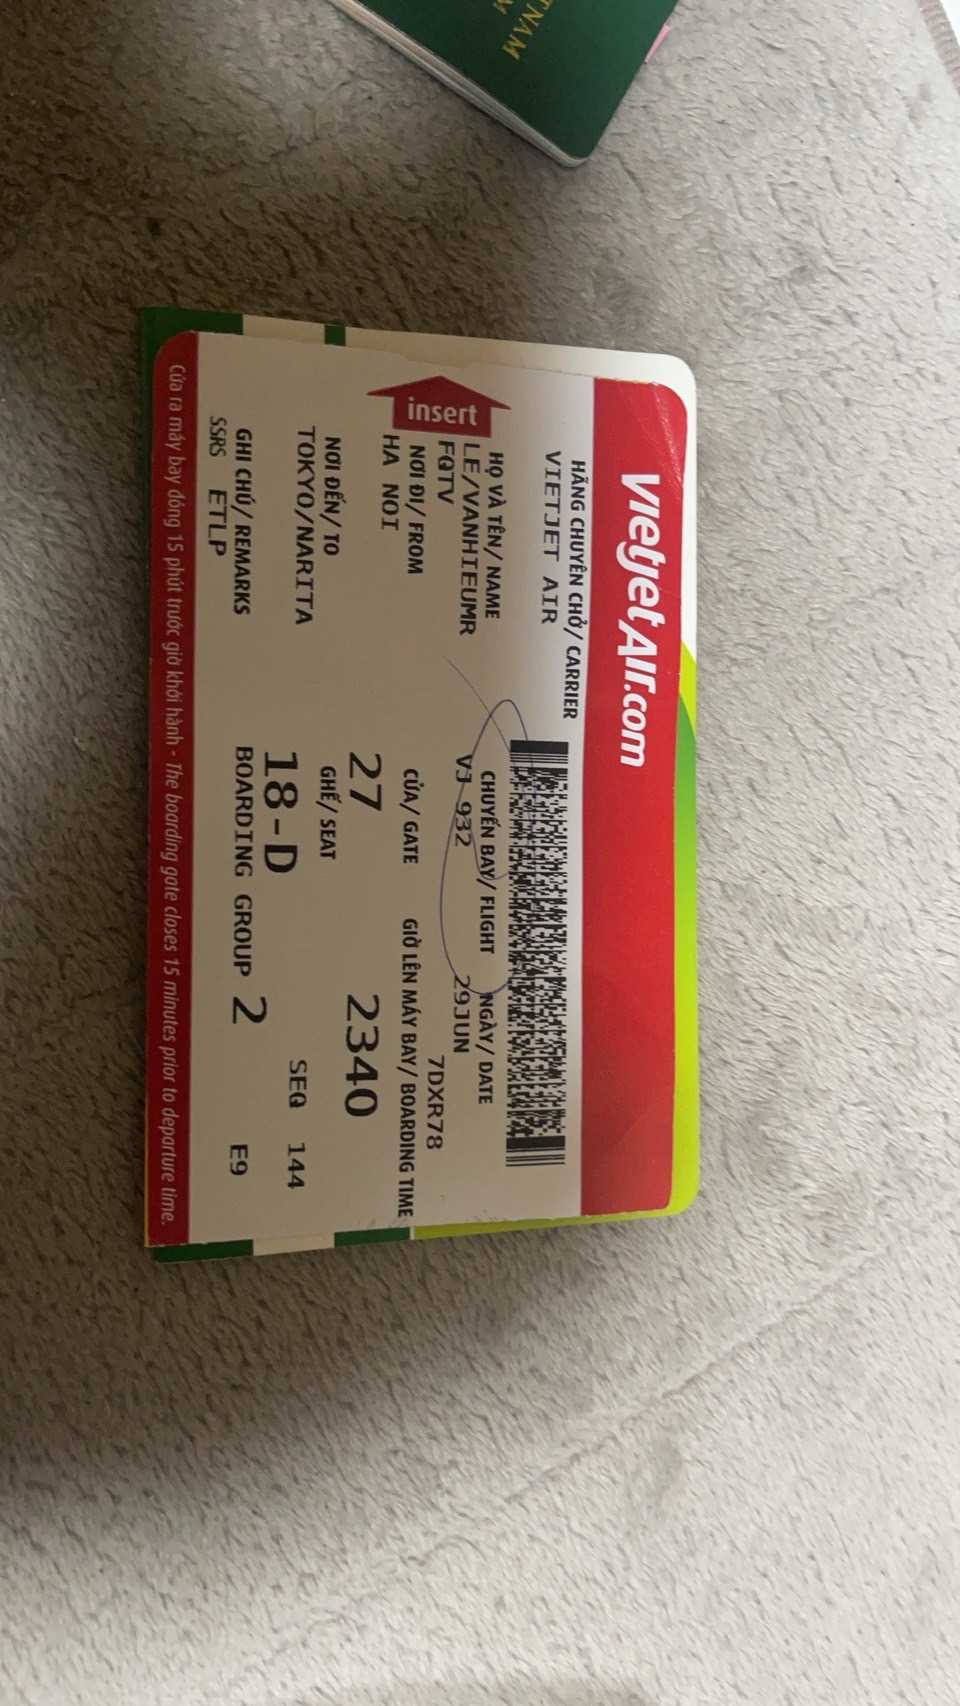 TNAM
VIetjetAIr.com
HÃNG CHUYÊN CHỞ/ CARRIER
VIETJET AIR
HỌ VÀ TÊN/ NAME
LE/VANHIEUMR
FQTV
CHUYẾN BAY/ FLIGHT
VJ 932
NGÀY/ DATE
29JUN
7DXR78
insert
NƠI ĐI/ FROM
HA NOI
CỬA/ GATE
27
GIỜ LÊN MÁY BAY/ BOARDING TIME
2340
NƠI ĐẾN/ TO
TOKYO/NARITA
GHẾ/ SEAT
18-D
SEQ 144
GHI CHÚ/ REMARKS
BOARDING GROUP 2
E9
SSRS ETLP
Cửa ra máy bay đóng 15 phút trước giờ khởi hành - The boarding gate closes 15 minutes prior to departure time.